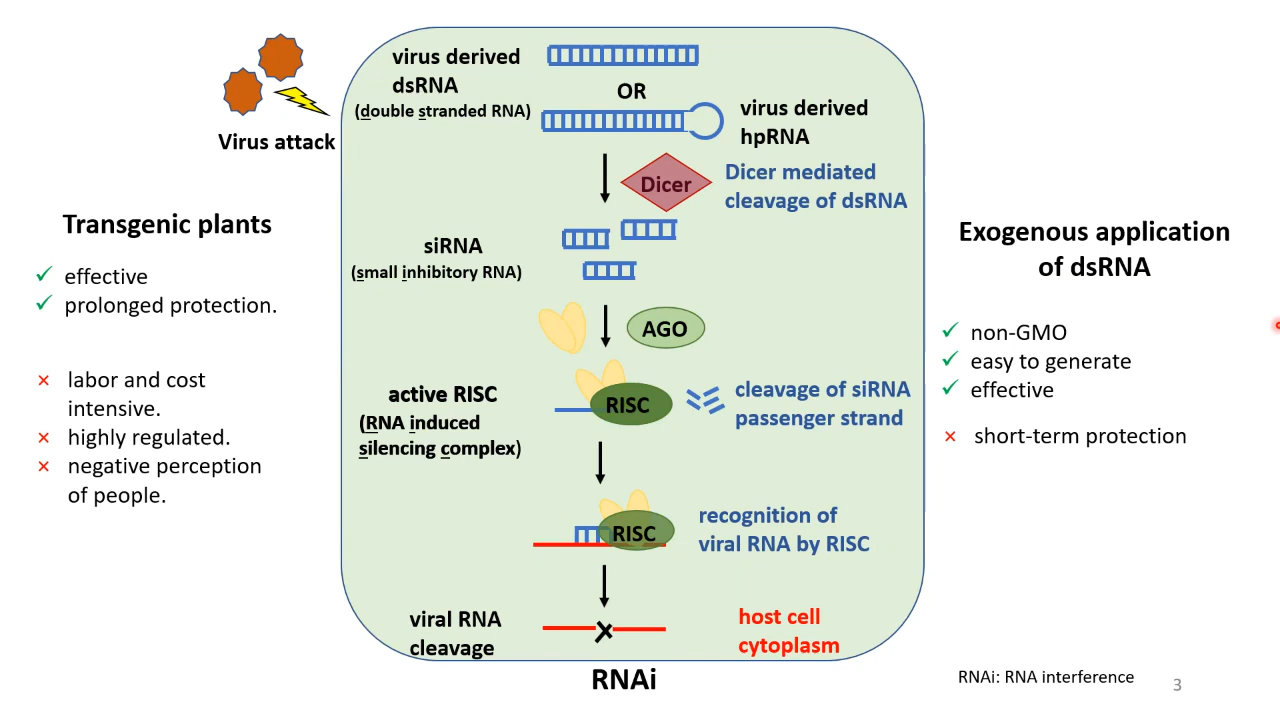 Virus attack
Transgenic plants
✓ effective
✓ prolonged protection.
× labor and cost
intensive.
× highly regulated.
× negative perception
of people.
virus derived
dsRNA
(double stranded RNA)
OR
virus derived
hpRNA
Dicer
Dicer mediated
cleavage of dsRNA
siRNA
(small inhibitory RNA)
AGO
active RISC
(RNA induced
silencing complex)
RISC
cleavage of siRNA
passenger strand
RISC
recognition of
viral RNA by RISC
viral RNA
cleavage
host cell
cytoplasm
RNAi
Exogenous application
of dsRNA
✓ non-GMO
✓ easy to generate
✓ effective
× short-term protection
RNAi: RNA interference
3